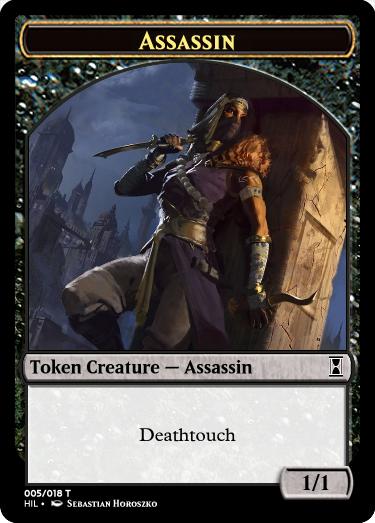 Assassin
Token Creature — Assassin
Deathtouch
1/1
005/018 T
HIL • Sebastian Horoszko